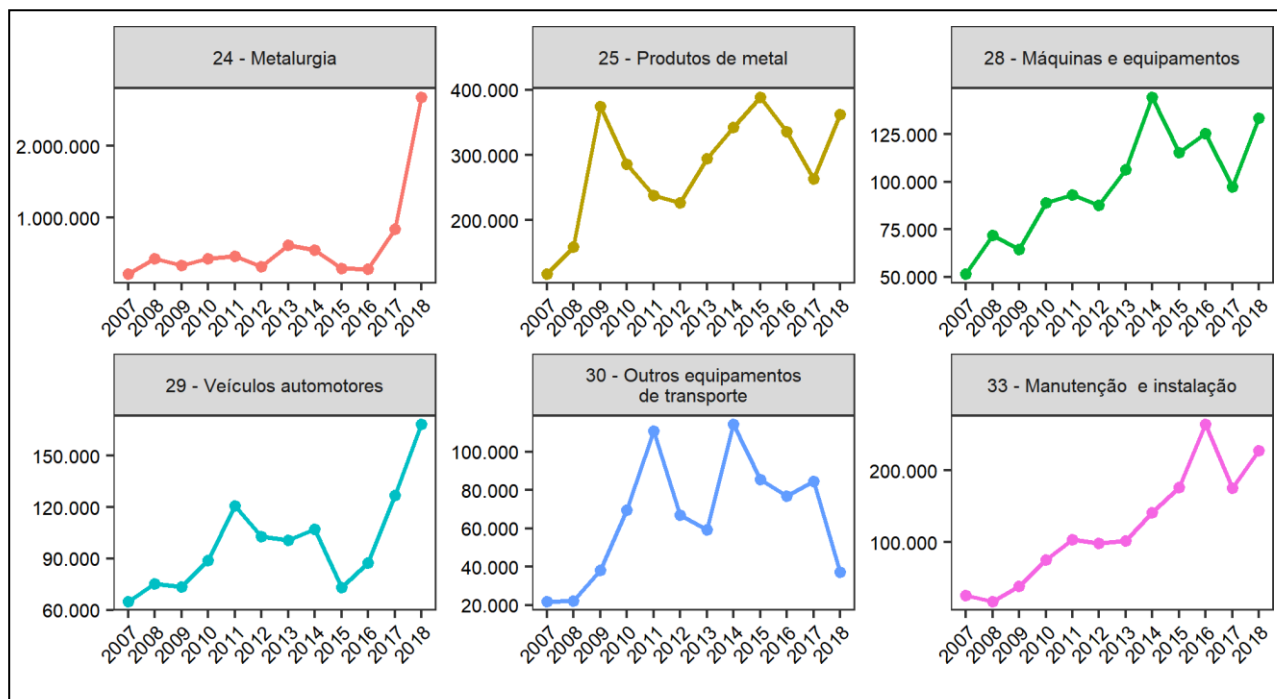 24 - Metalurgia
2.000.000
1.000.000
2007 2008 2009 2010 2011 2012 2013 2014 2015 2016 2017 2018
25 - Produtos de metal
400.000
300.000
200.000
2007 2008 2009 2010 2011 2012 2013 2014 2015 2016 2017 2018
28 - Máquinas e equipamentos
125.000
100.000
75.000
50.000
2007 2008 2009 2010 2011 2012 2013 2014 2015 2016 2017 2018
29 - Veículos automotores
150.000
120.000
90.000
60.000
2007 2008 2009 2010 2011 2012 2013 2014 2015 2016 2017 2018
30 - Outros equipamentos
de transporte
100.000
80.000
60.000
40.000
20.000
2007 2008 2009 2010 2011 2012 2013 2014 2015 2016 2017 2018
33 - Manutenção e instalação
200.000
100.000
2007 2008 2009 2010 2011 2012 2013 2014 2015 2016 2017 2018